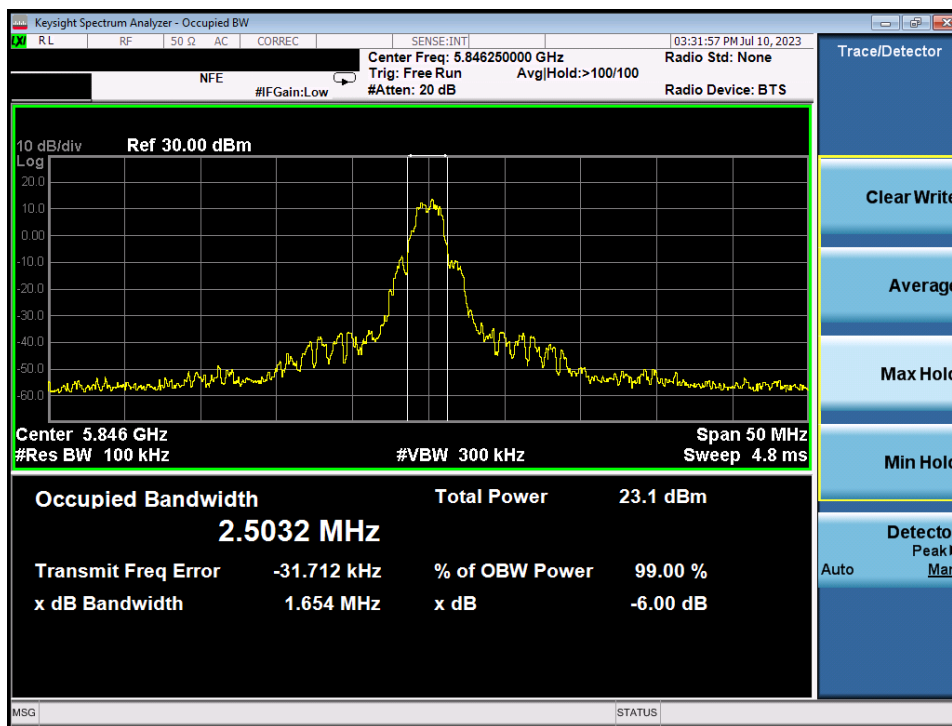 Keysight Spectrum Analyzer - Occupied BW
LXI RL RF 50 Ω AC CORREC SENSE:INT 03:31:57 PM Jul 10, 2023
Center Freq: 5.846250000 GHz Radio Std: None
NFE Trig: Free Run Avg|Hold:>100/100
#IFGain:Low #Atten: 20 dB Radio Device: BTS
Trace/Detector
10 dB/div Ref 30.00 dBm
Log
20.0
10.0
0.00
-10.0
-20.0
-30.0
-40.0
-50.0
-60.0
Center 5.846 GHz Span 50 MHz
#Res BW 100 kHz #VBW 300 kHz Sweep 4.8 ms
Clear Write
Average
Max Hold
Min Hold
Detector
Peak
Auto Man
Occupied Bandwidth Total Power 23.1 dBm
2.5032 MHz
Transmit Freq Error -31.712 kHz % of OBW Power 99.00 %
x dB Bandwidth 1.654 MHz x dB -6.00 dB
MSG STATUS